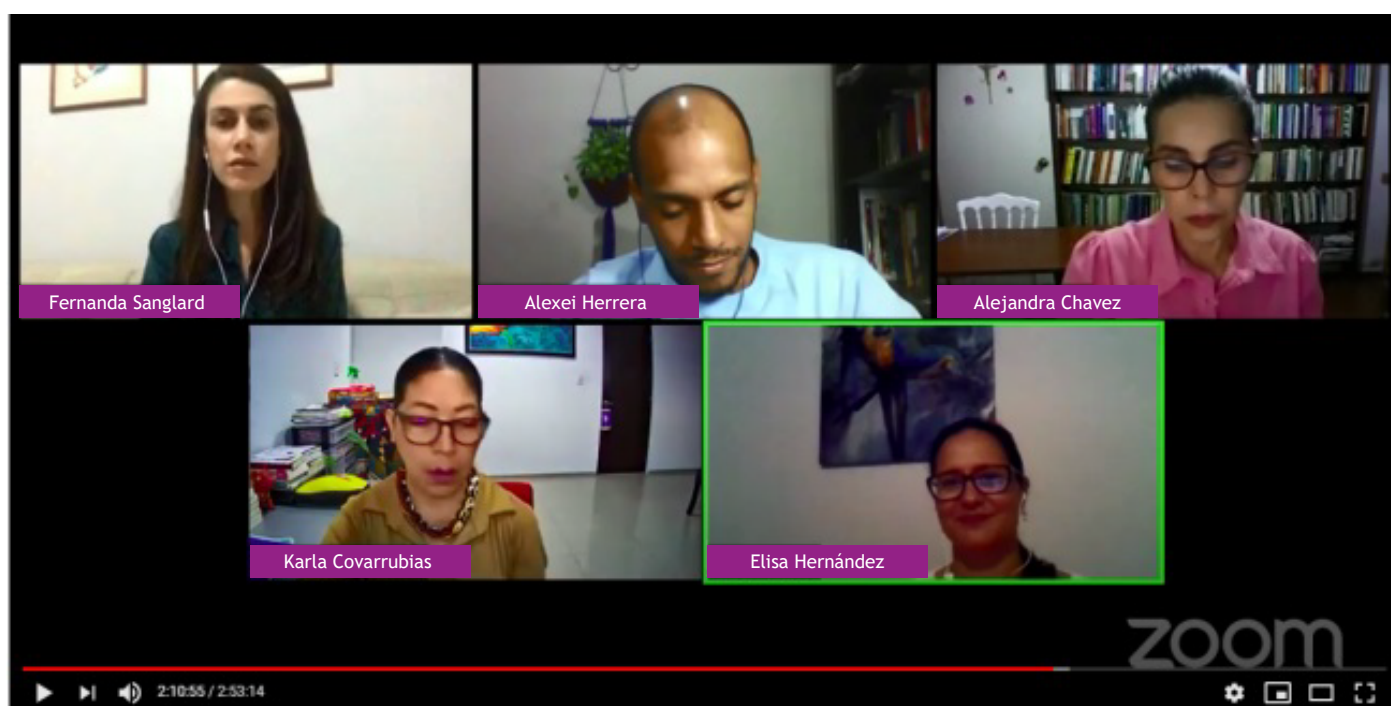 Fernanda Sanglard
Alexei Herrera
Alejandra Chavez
Karla Covarrubias
Elisa Hernández
zoom
2:10:55 / 2:53:14